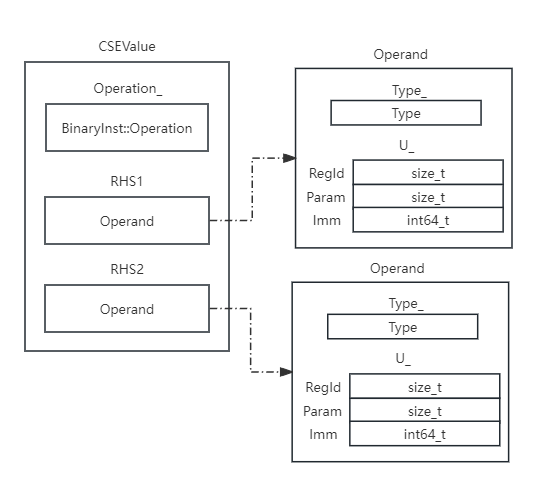 CSEValue
Operation_
BinaryInst::Operation
RHS1
Operand
RHS2
Operand
Operand
Type_
Type
U_
RegId size_t
Param size_t
Imm int64_t
Operand
Type_
Type
U_
RegId size_t
Param size_t
Imm int64_t